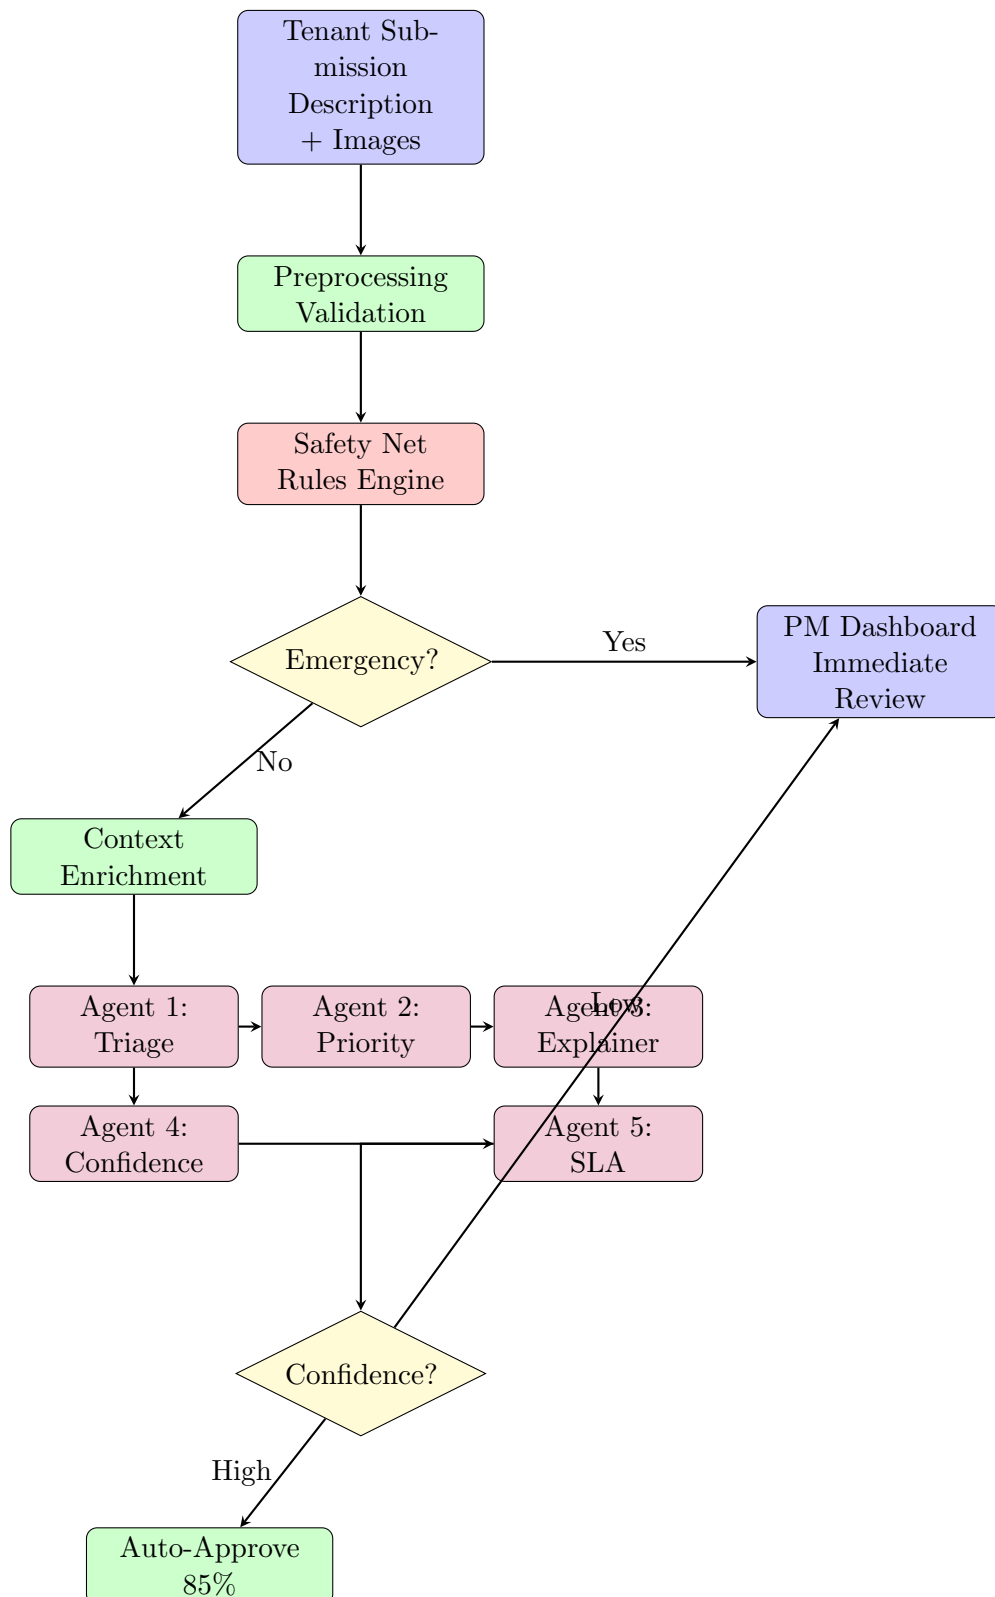 Tenant Sub-
mission
Description
+ Images
Preprocessing
Validation
Safety Net
Rules Engine
Emergency?
Yes
PM Dashboard
Immediate
Review
No
Context
Enrichment
Agent 1:
Triage
Agent 2:
Priority
Agent 3:
Explainer
Low
Agent 4:
Confidence
Agent 5:
SLA
Confidence?
High
Auto-Approve
85%